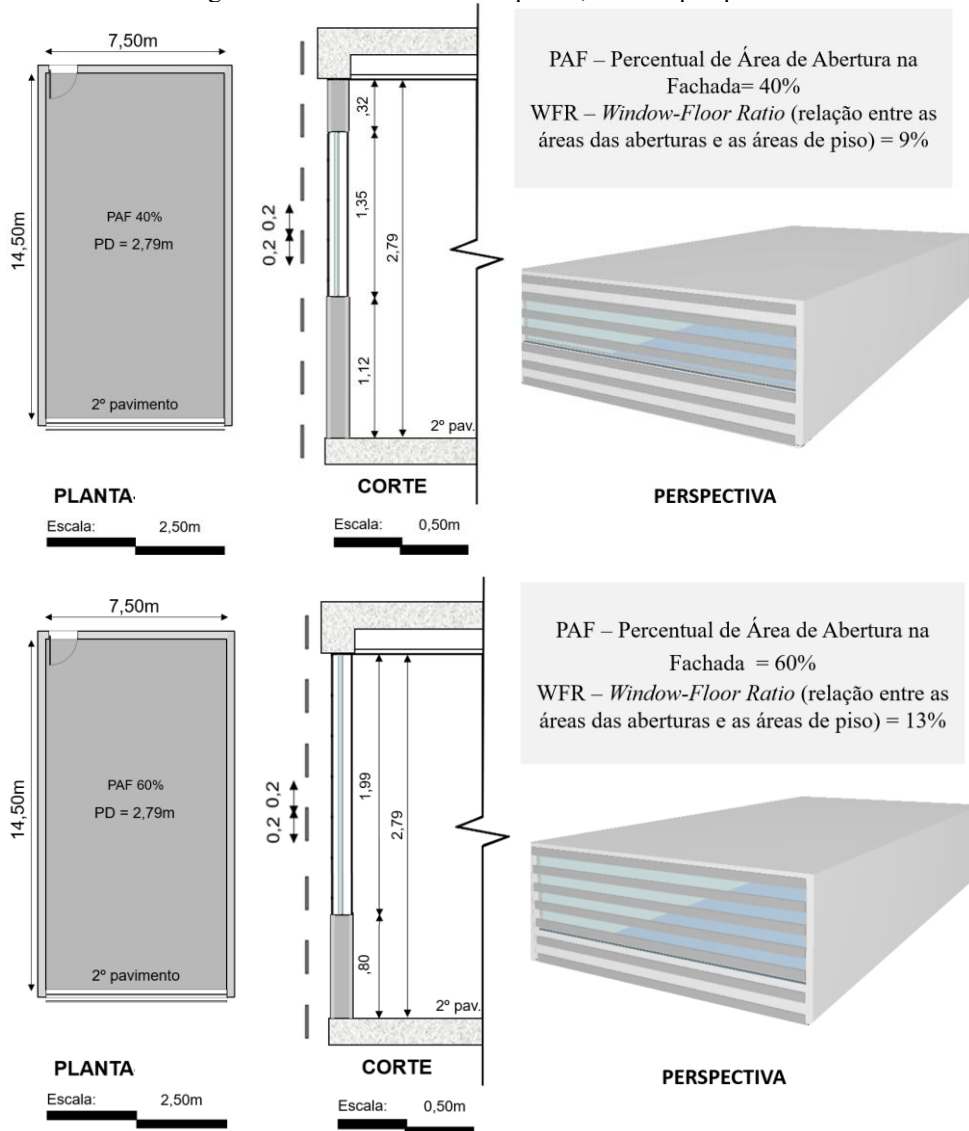 7,50m
14,50m
PAF 40%
PD = 2,79m
2º pavimento
PLANTA
Escala: 2,50m
,32
1,35
2,79
1,12
0,2 0,2
2º pav.
CORTE
Escala: 0,50m
PAF – Percentual de Área de Abertura na
Fachada= 40%
WFR – Window-Floor Ratio (relação entre as
áreas das aberturas e as áreas de piso) = 9%
PERSPECTIVA
7,50m
14,50m
PAF 60%
PD = 2,79m
2º pavimento
PLANTA
Escala: 2,50m
1,99
2,79
,80
0,2 0,2
2º pav.
CORTE
Escala: 0,50m
PAF – Percentual de Área de Abertura na
Fachada = 60%
WFR – Window-Floor Ratio (relação entre as
áreas das aberturas e as áreas de piso) = 13%
PERSPECTIVA